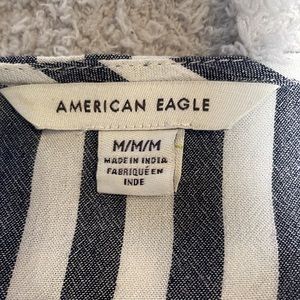 AMERICAN EAGLE
M/M/M
MADE IN INDIA
FABRIQUÉ EN
INDE